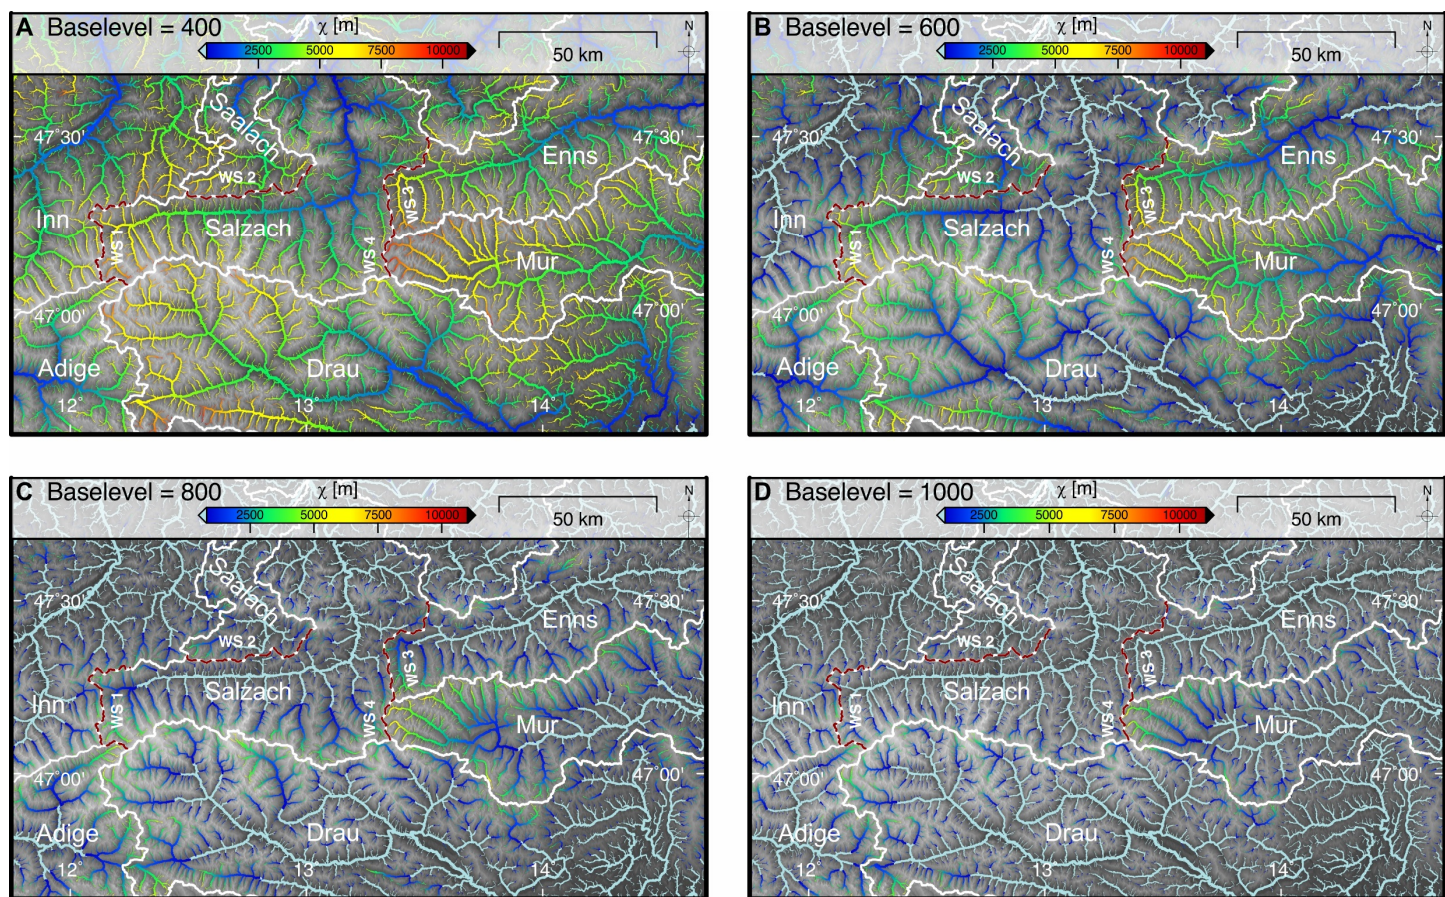 A Baselevel = 400
χ [m]
2500 5000 7500 10000
50 km
N
47°30'
47°30'
Saalach
WS 2
Enns
WS 3
Inn
WS 1
Salzach
WS 4
Mur
47°00'
47°00'
Adige
Drau
12°
13°
14°
B Baselevel = 600
χ [m]
2500 5000 7500 10000
50 km
N
47°30'
47°30'
Saalach
WS 2
Enns
WS 3
Inn
WS 1
Salzach
WS 4
Mur
47°00'
47°00'
Adige
Drau
12°
13
14
C Baselevel = 800
χ [m]
2500 5000 7500 10000
50 km
N
47°30'
47°30'
Saalach
WS 2
Enns
WS 3
Inn
WS 1
Salzach
WS 4
Mur
47°00'
47°00'
Adige
Drau
12°
13°
14
D Baselevel = 1000
χ [m]
2500 5000 7500 10000
50 km
N
47°30'
47°30'
Saalach
WS 2
Enns
WS 3
Inn
WS 1
Salzach
WS 4
Mur
47°00'
47°00'
Adige
Drau
12°
13
14